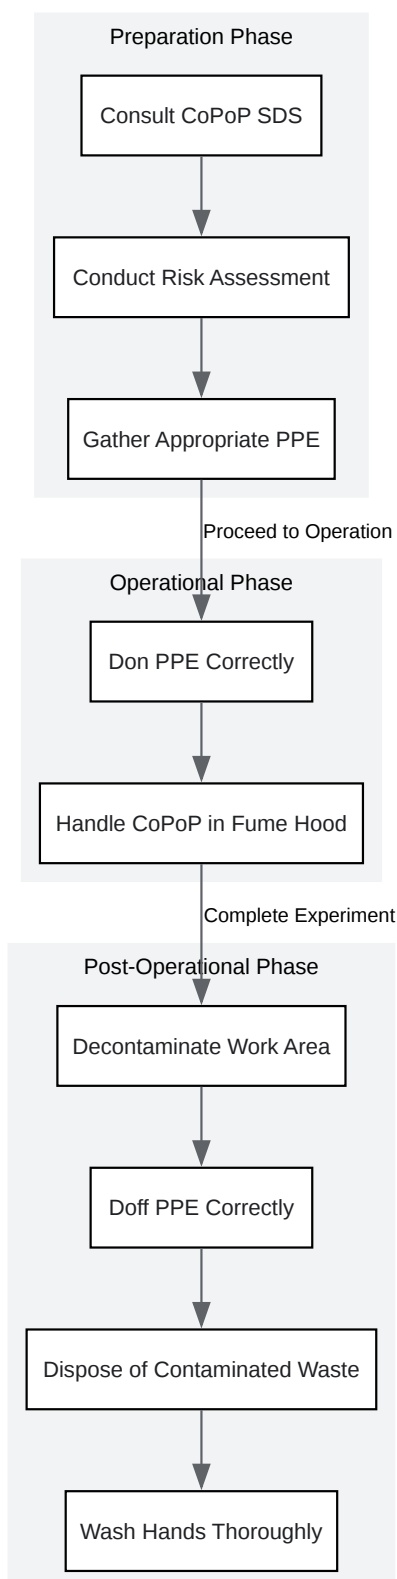 Preparation Phase
Consult CoPoP SDS
Conduct Risk Assessment
Gather Appropriate PPE
Proceed to Operation
Operational Phase
Don PPE Correctly
Handle CoPoP in Fume Hood
Complete Experiment
Post-Operational Phase
Decontaminate Work Area
Doff PPE Correctly
Dispose of Contaminated Waste
Wash Hands Thoroughly